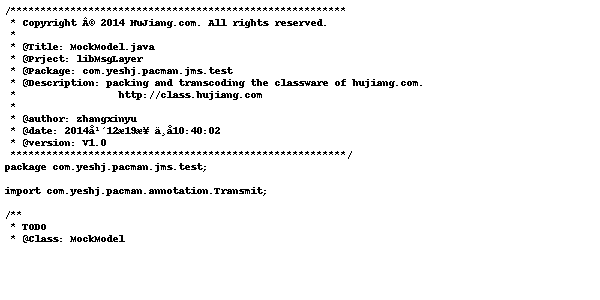 /********************************************************
 * Copyright Â© 2014 HuJiang.com. All rights reserved.
 *
 * @Title: MockModel.java
 * @Prject: libMsgLayer
 * @Package: com.yeshj.pacman.jms.test
 * @Description: packing and transcoding the classware of hujiang.com.
 *                 http://class.hujiang.com
 *
 * @author: zhangxinyu
 * @date: 2014å¹´12æ19æ¥ ä¸å10:40:02
 * @version: V1.0
 ********************************************************/
package com.yeshj.pacman.jms.test;

import com.yeshj.pacman.annotation.Transmit;

/**
 * TODO
 * @Class: MockModel